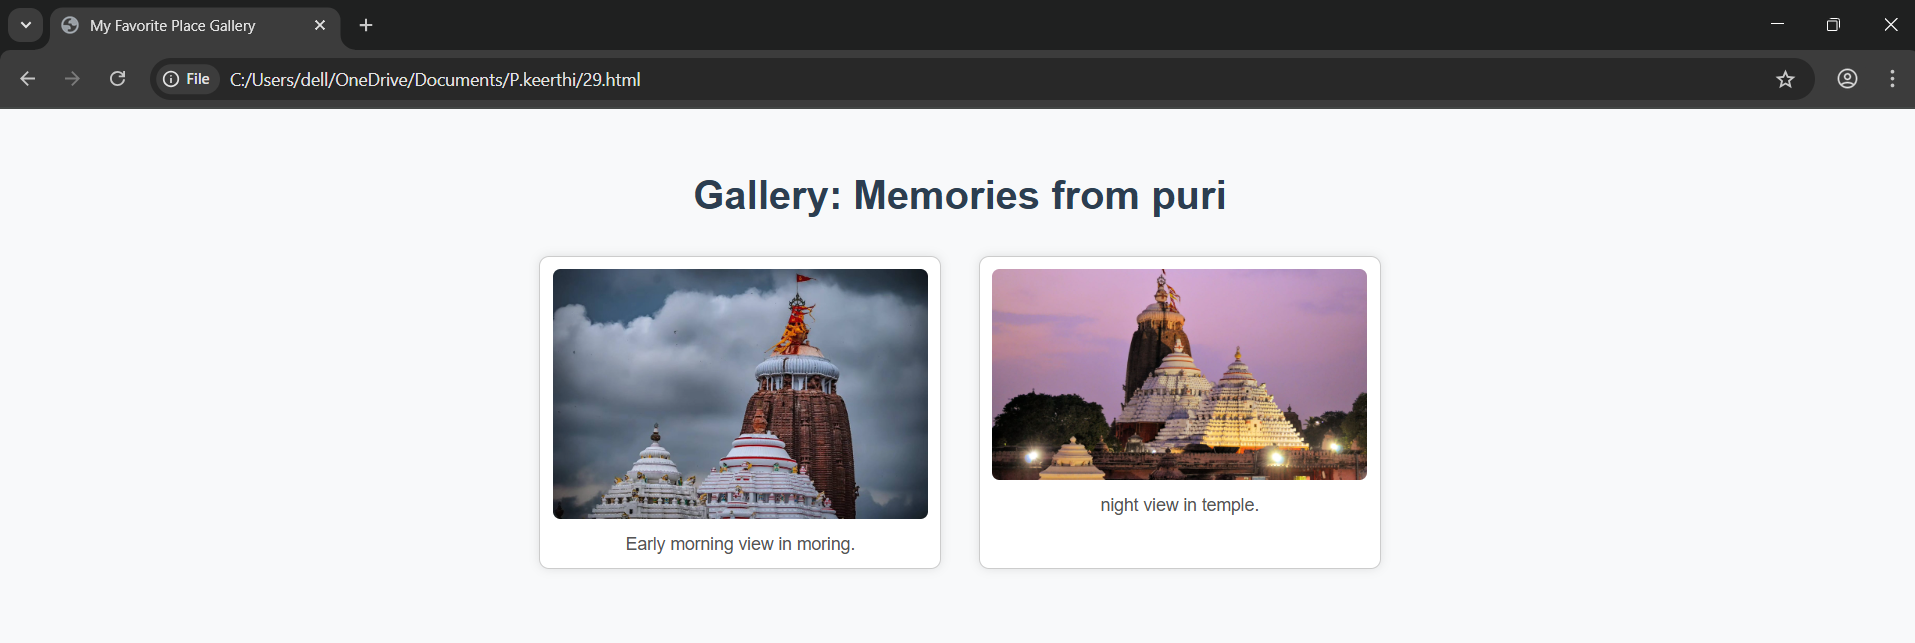 My Favorite Place Gallery
File C:/Users/dell/OneDrive/Documents/P.keerthi/29.html
Gallery: Memories from puri
Early morning view in moring.
night view in temple.